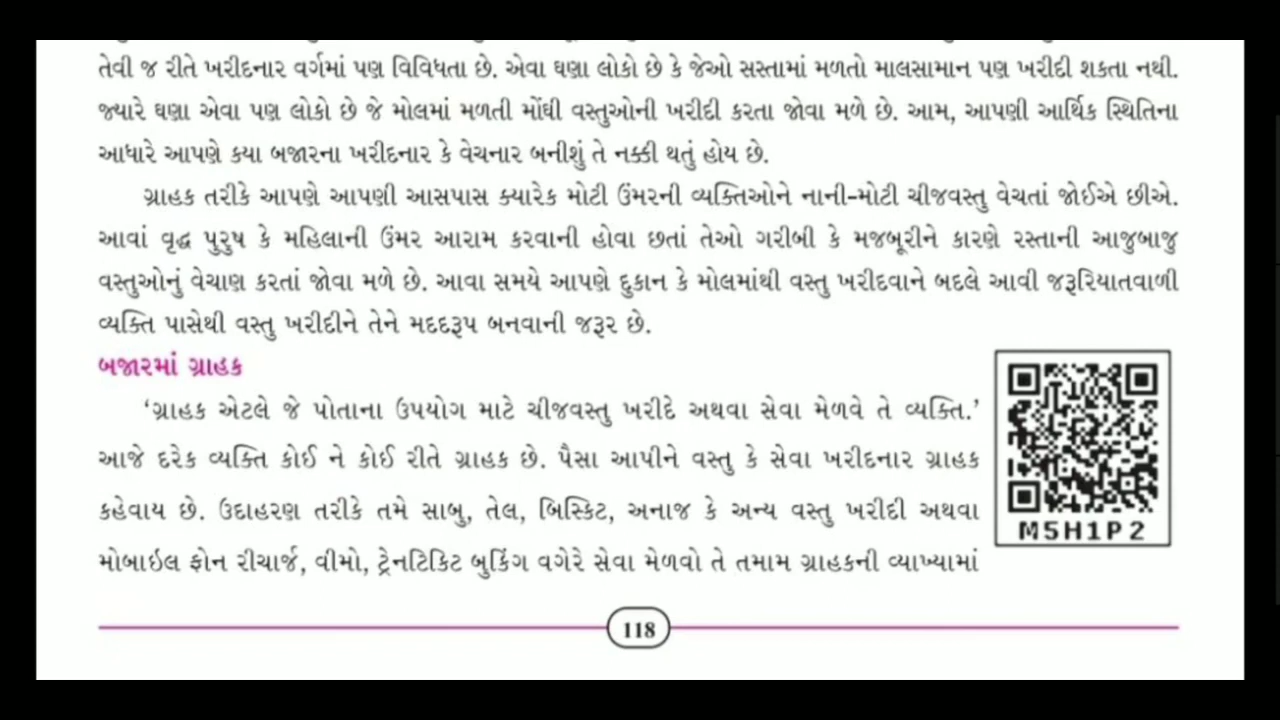 તેવી જ રીતે ખરીદનાર વર્ગમાં પણ વિવિધતા છે. એવા ઘણા લોકો છે કે જેઓ સસ્તામાં મળતો માલસામાન પણ ખરીદી શકતા નથી.
જ્યારે ઘણા એવા પણ લોકો છે જે મોલમાં મળતી મોંઘી વસ્તુઓની ખરીદી કરતા જોવા મળે છે. આમ, આપણી આર્થિક સ્થિતિના
આધારે આપણે કયા બજારના ખરીદનાર કે વેચનાર બનીશું તે નક્કી થતું હોય છે.
ગ્રાહક તરીકે આપણે આપણી આસપાસ ક્યારેક મોટી ઉંમરની વ્યક્તિઓને નાની-મોટી ચીજવસ્તુ વેચતાં જોઈએ છીએ.
આવાં વૃદ્ધ પુરુષ કે મહિલાની ઉંમર આરામ કરવાની હોવા છતાં તેઓ ગરીબી કે મજબૂરીને કારણે રસ્તાની આજુબાજુ
વસ્તુઓનું વેચાણ કરતાં જોવા મળે છે. આવા સમયે આપણે દુકાન કે મોલમાંથી વસ્તુ ખરીદવાને બદલે આવી જરૂરિયાતવાળી
વ્યક્તિ પાસેથી વસ્તુ ખરીદીને તેને મદદરૂપ બનવાની જરૂર છે.
બજારમાં ગ્રાહક
‘ગ્રાહક એટલે જે પોતાના ઉપયોગ માટે ચીજવસ્તુ ખરીદે અથવા સેવા મેળવે તે વ્યક્તિ.’
આજે દરેક વ્યક્તિ કોઈ ને કોઈ રીતે ગ્રાહક છે. પૈસા આપીને વસ્તુ કે સેવા ખરીદનાર ગ્રાહક
કહેવાય છે. ઉદાહરણ તરીકે તમે સાબુ, તેલ, બિસ્કિટ, અનાજ કે અન્ય વસ્તુ ખરીદી અથવા
મોબાઇલ ફોન રીચાર્જ, વીમો, ટ્રેનટિકિટ બુકિંગ વગેરે સેવા મેળવો તે તમામ ગ્રાહકની વ્યાખ્યામાં
M5H1P2
118